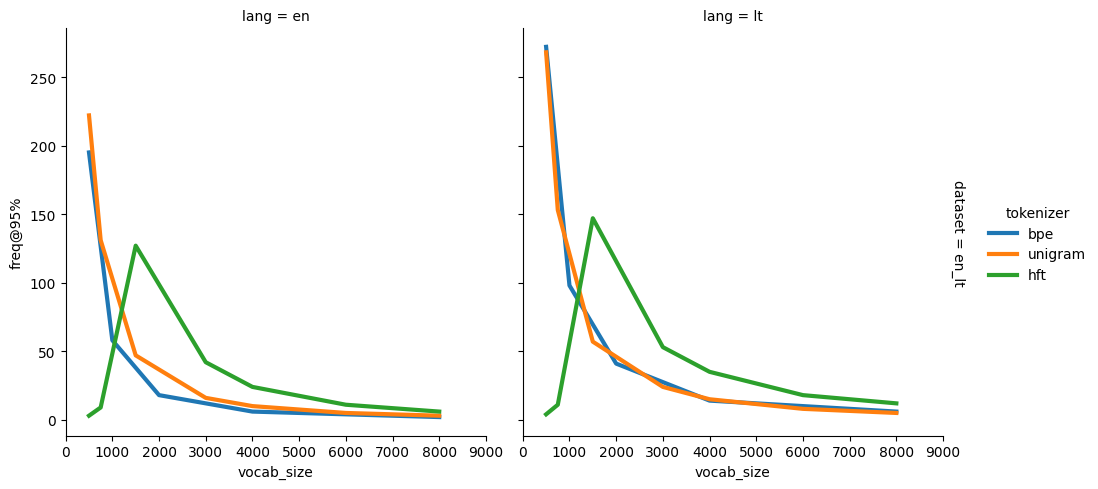 lang = en
lang = lt
freq@95%
250
200
150
100
50
0
0 1000 2000 3000 4000 5000 6000 7000 8000 9000
vocab_size
0 1000 2000 3000 4000 5000 6000 7000 8000 9000
vocab_size
dataset = en_lt
tokenizer
bpe
unigram
hft